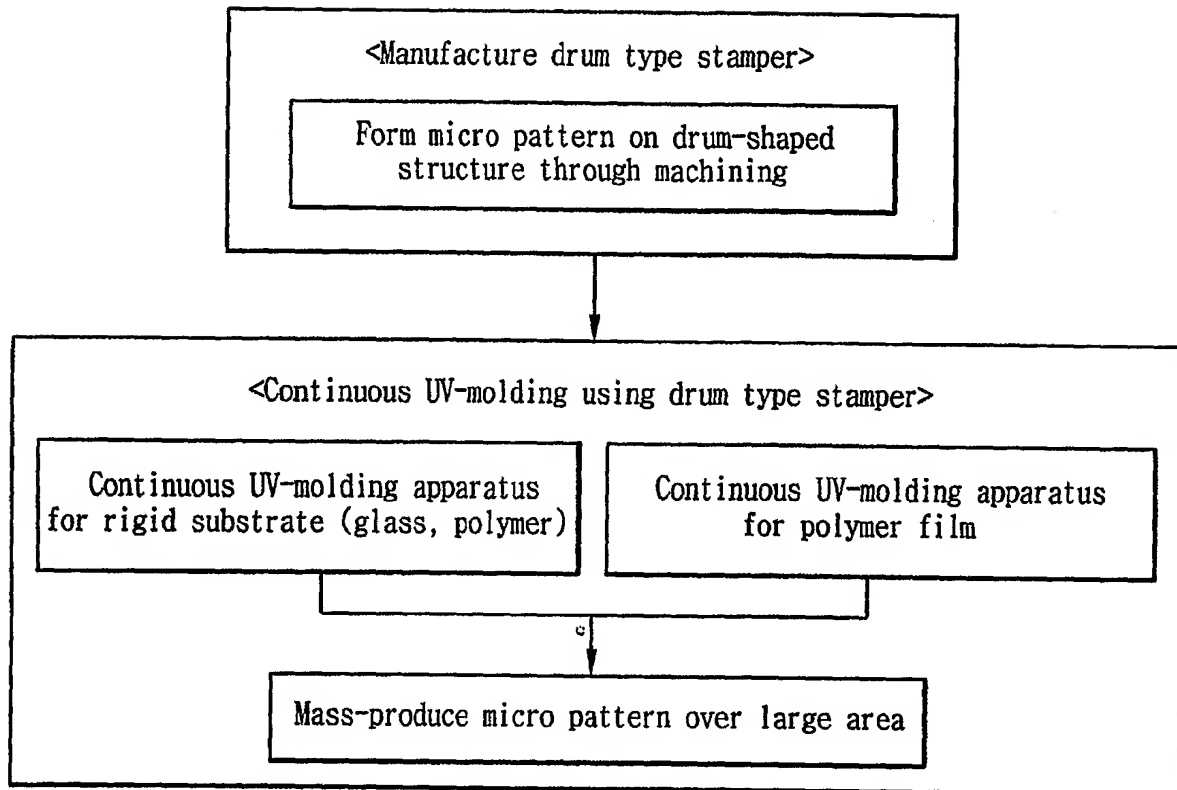 <Manufacture drum type stamper>
Form micro pattern on drum-shaped
structure through machining
<Continuous UV-molding using drum type stamper>
Continuous UV-molding apparatus
for rigid substrate (glass, polymer)
Continuous UV-molding apparatus
for polymer film
Mass-produce micro pattern over large area